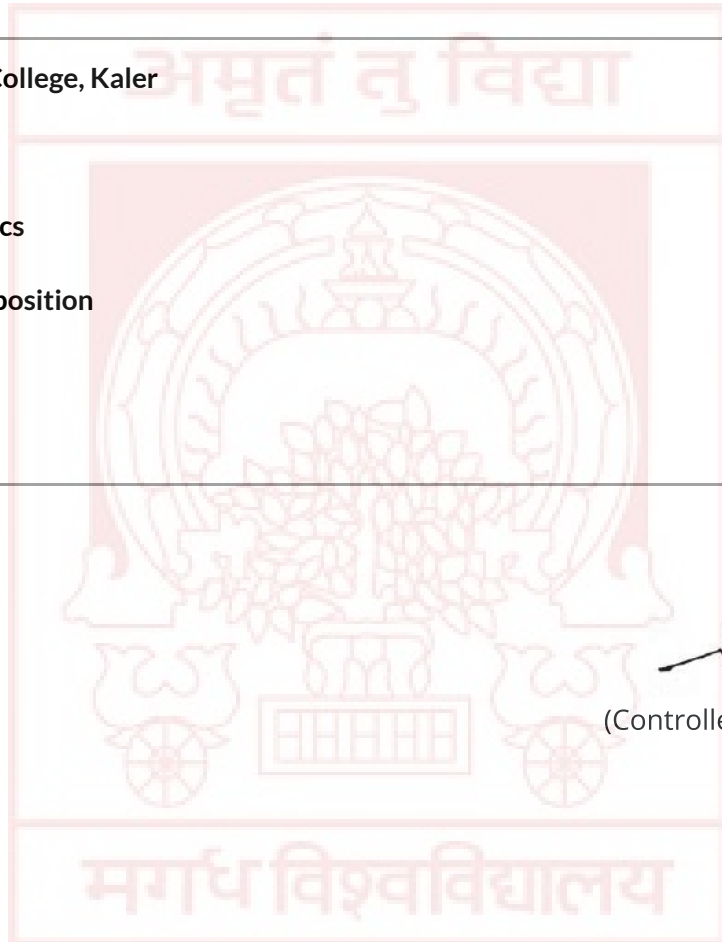 अमृतं तु विद्या
College, Kaler
cs
position
(Controlle
मगध विश्वविद्यालय